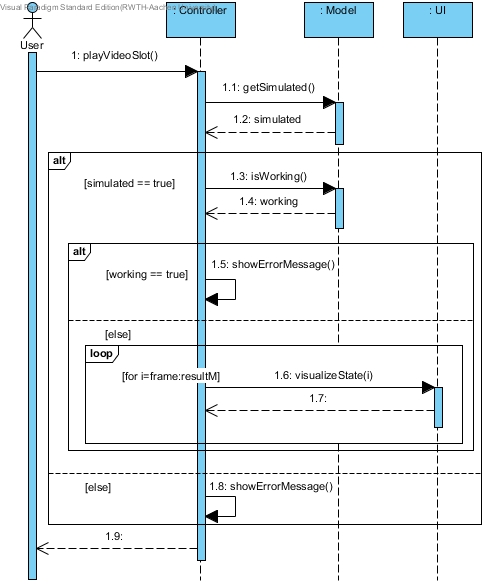 Visual Paradigm Standard Edition(RWTH-Aachen
: Controller
: Model
: UI
User
1: playVideoSlot()
1.1: getSimulated()
1.2: simulated
alt
[simulated == true]
1.3: isWorking()
1.4: working
alt
[working == true]
1.5: showErrorMessage()
[else]
loop
[for i=frame:resultM]
1.6: visualizeState(i)
1.7:
[else]
1.8: showErrorMessage()
1.9: